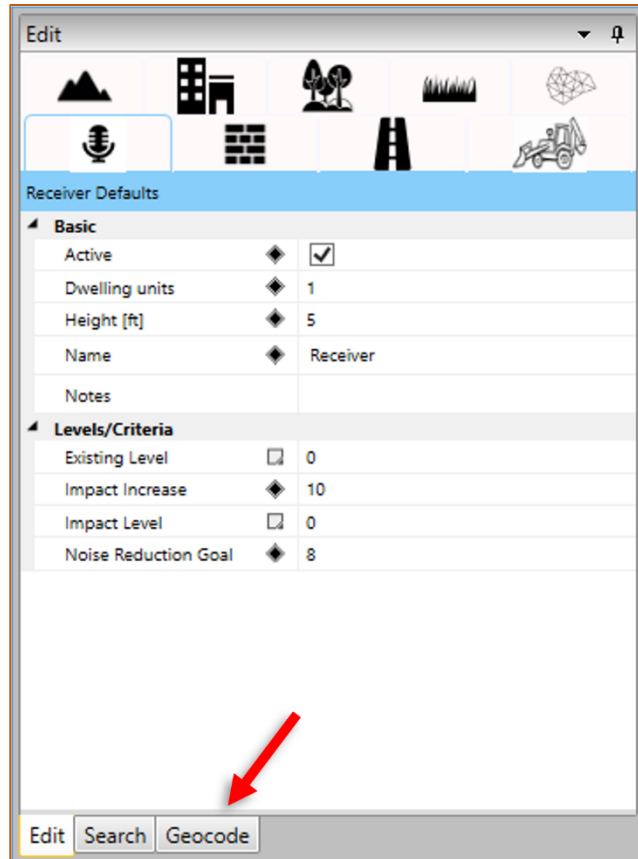 Edit
Receiver Defaults
Basic
Active
Dwelling units 1
Height [ft] 5
Name Receiver
Notes
Levels/Criteria
Existing Level 0
Impact Increase 10
Impact Level 0
Noise Reduction Goal 8
Edit Search Geocode